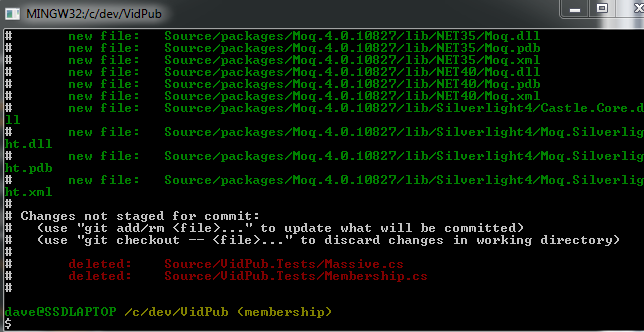 MINGW32:/c/dev/VidPub
# new file: Source/packages/Moq.4.0.10827/lib/NET35/Moq.dll
# new file: Source/packages/Moq.4.0.10827/lib/NET35/Moq.pdb
# new file: Source/packages/Moq.4.0.10827/lib/NET35/Moq.xml
# new file: Source/packages/Moq.4.0.10827/lib/NET40/Moq.dll
# new file: Source/packages/Moq.4.0.10827/lib/NET40/Moq.pdb
# new file: Source/packages/Moq.4.0.10827/lib/NET40/Moq.xml
# new file: Source/packages/Moq.4.0.10827/lib/Silverlight4/Castle.Core.d
ll
# new file: Source/packages/Moq.4.0.10827/lib/Silverlight4/Moq.Silverlig
ht.dll
# new file: Source/packages/Moq.4.0.10827/lib/Silverlight4/Moq.Silverlig
ht.pdb
# new file: Source/packages/Moq.4.0.10827/lib/Silverlight4/Moq.Silverlig
ht.xml
#
# Changes not staged for commit:
# (use "git add/rm <file>..." to update what will be committed)
# (use "git checkout -- <file>..." to discard changes in working directory)
#
# deleted: Source/VidPub.Tests/Massive.cs
# deleted: Source/VidPub.Tests/Membership.cs
#
dave@SSDLAPTOP /c/dev/VidPub (membership)
$